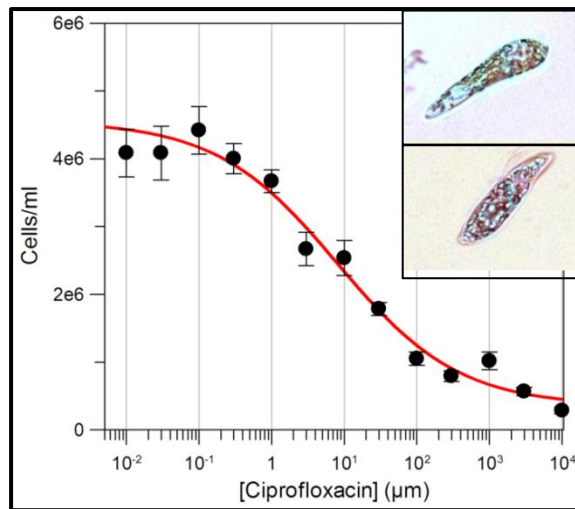 6e6
4e6
2e6
0
Cells/ml
10⁻² 10⁻¹ 1 10¹ 10² 10³ 10⁴
[Ciprofloxacin] (µm)